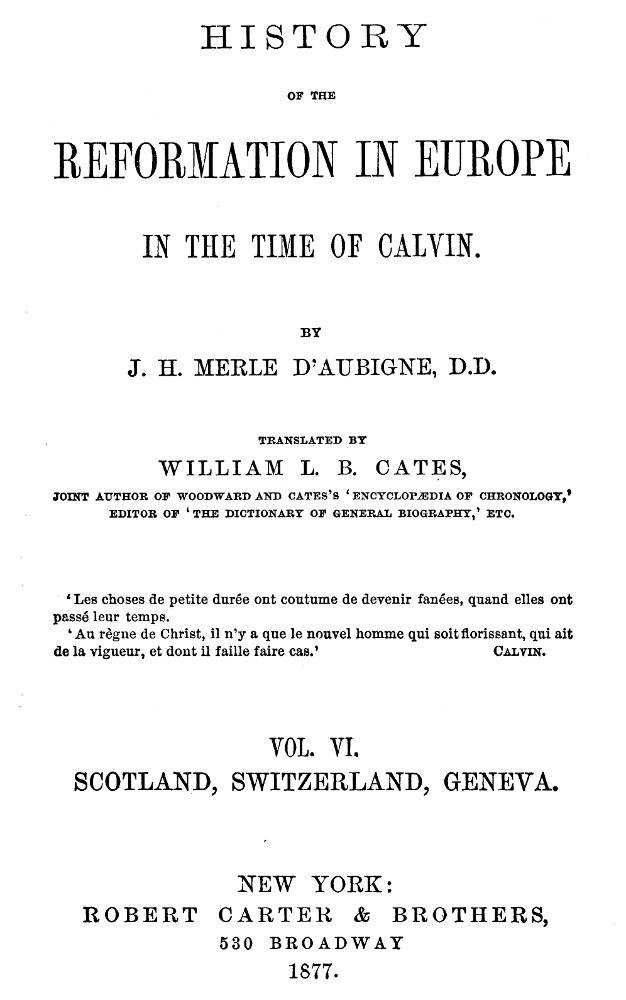 HISTORY
OF THE
REFORMATION IN EUROPE
IN THE TIME OF CALVIN.
BY
J. H. MERLE D'AUBIGNE, D.D.
TRANSLATED BY
WILLIAM L. B. CATES,
JOINT AUTHOR OF WOODWARD AND CATES'S 'ENCYCLOPÆDIA OF CHRONOLOGY,'
EDITOR OF 'THE DICTIONARY OF GENERAL BIOGRAPHY,' ETC.
'Les choses de petite durée ont coutume de devenir fanées, quand elles ont
passé leur temps.
'Au règne de Christ, il n'y a que le nouvel homme qui soit florissant, qui ait
de la vigueur, et dont il faille faire cas.' CALVIN.
VOL. VI.
SCOTLAND, SWITZERLAND, GENEVA.
NEW YORK:
ROBERT CARTER & BROTHERS,
530 BROADWAY
1877.